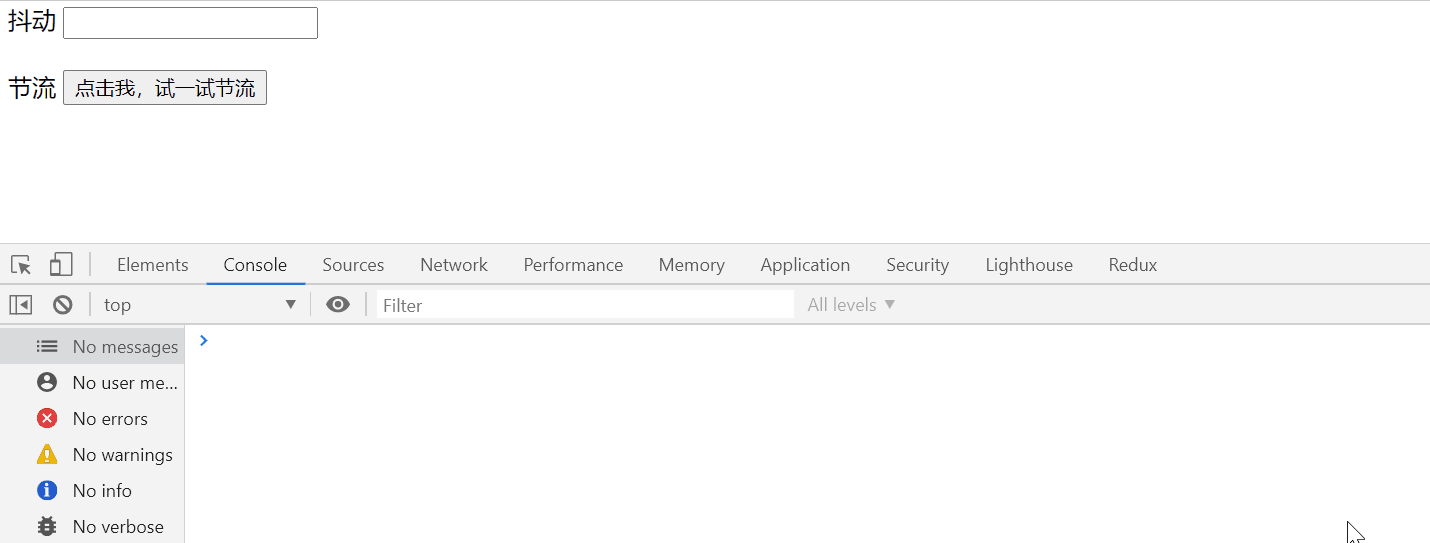 抖动
节流 点击我，试一试节流
Elements Console Sources Network Performance Memory Application Security Lighthouse Redux
top ▼ Filter All levels ▼
No messages
No user me...
No errors
No warnings
No info
No verbose